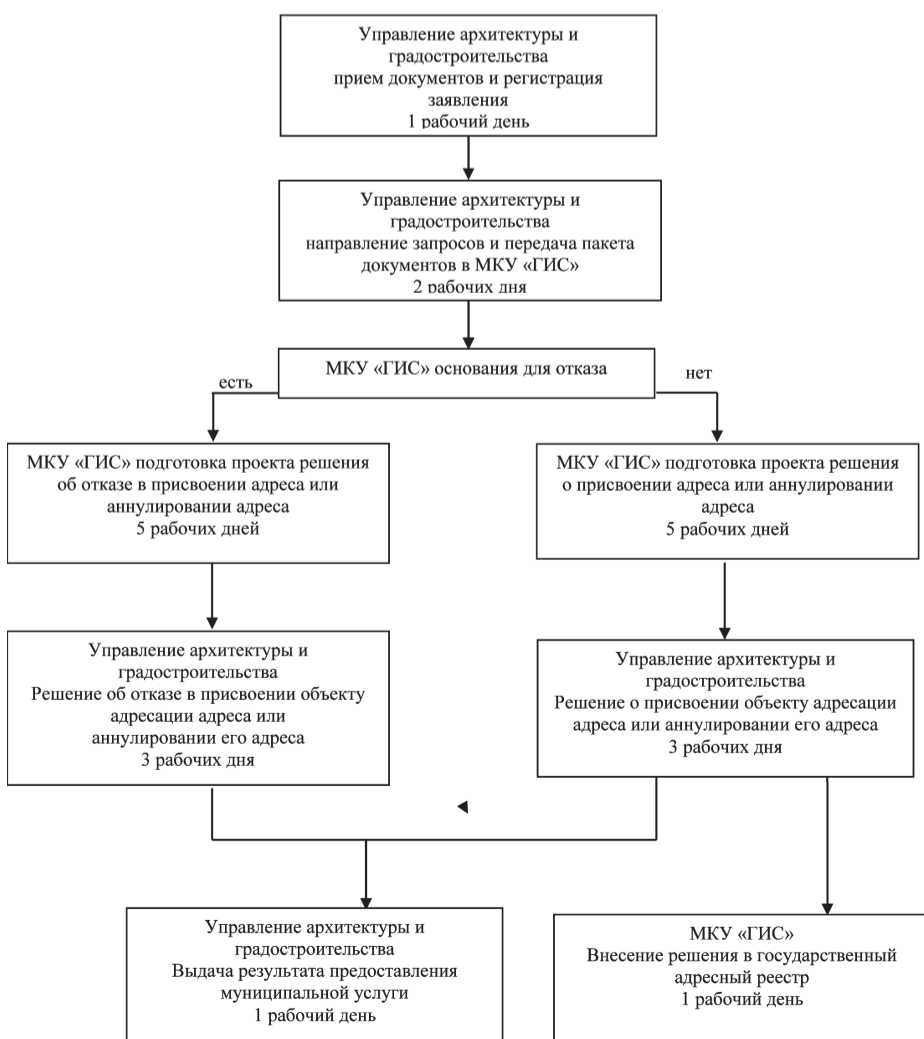 Управление архитектуры и
градостроительства
прием документов и регистрация
заявления
1 рабочий день
Управление архитектуры и
градостроительства
направление запросов и передача пакета
документов в МКУ «ГИС»
2 рабочих дня
МКУ «ГИС» основания для отказа
есть
нет
МКУ «ГИС» подготовка проекта решения
об отказе в присвоении адреса или
аннулировании адреса
5 рабочих дней
МКУ «ГИС» подготовка проекта решения
о присвоении адреса или аннулировании
адреса
5 рабочих дней
Управление архитектуры и
градостроительства
Решение об отказе в присвоении объекту
адресации адреса или
аннулировании его адреса
3 рабочих дня
Управление архитектуры и
градостроительства
Решение о присвоении объекту адресации
адреса или аннулировании его адреса
3 рабочих дня
Управление архитектуры и
градостроительства
Выдача результата предоставления
муниципальной услуги
1 рабочий день
МКУ «ГИС»
Внесение решения в государственный
адресный реестр
1 рабочий день